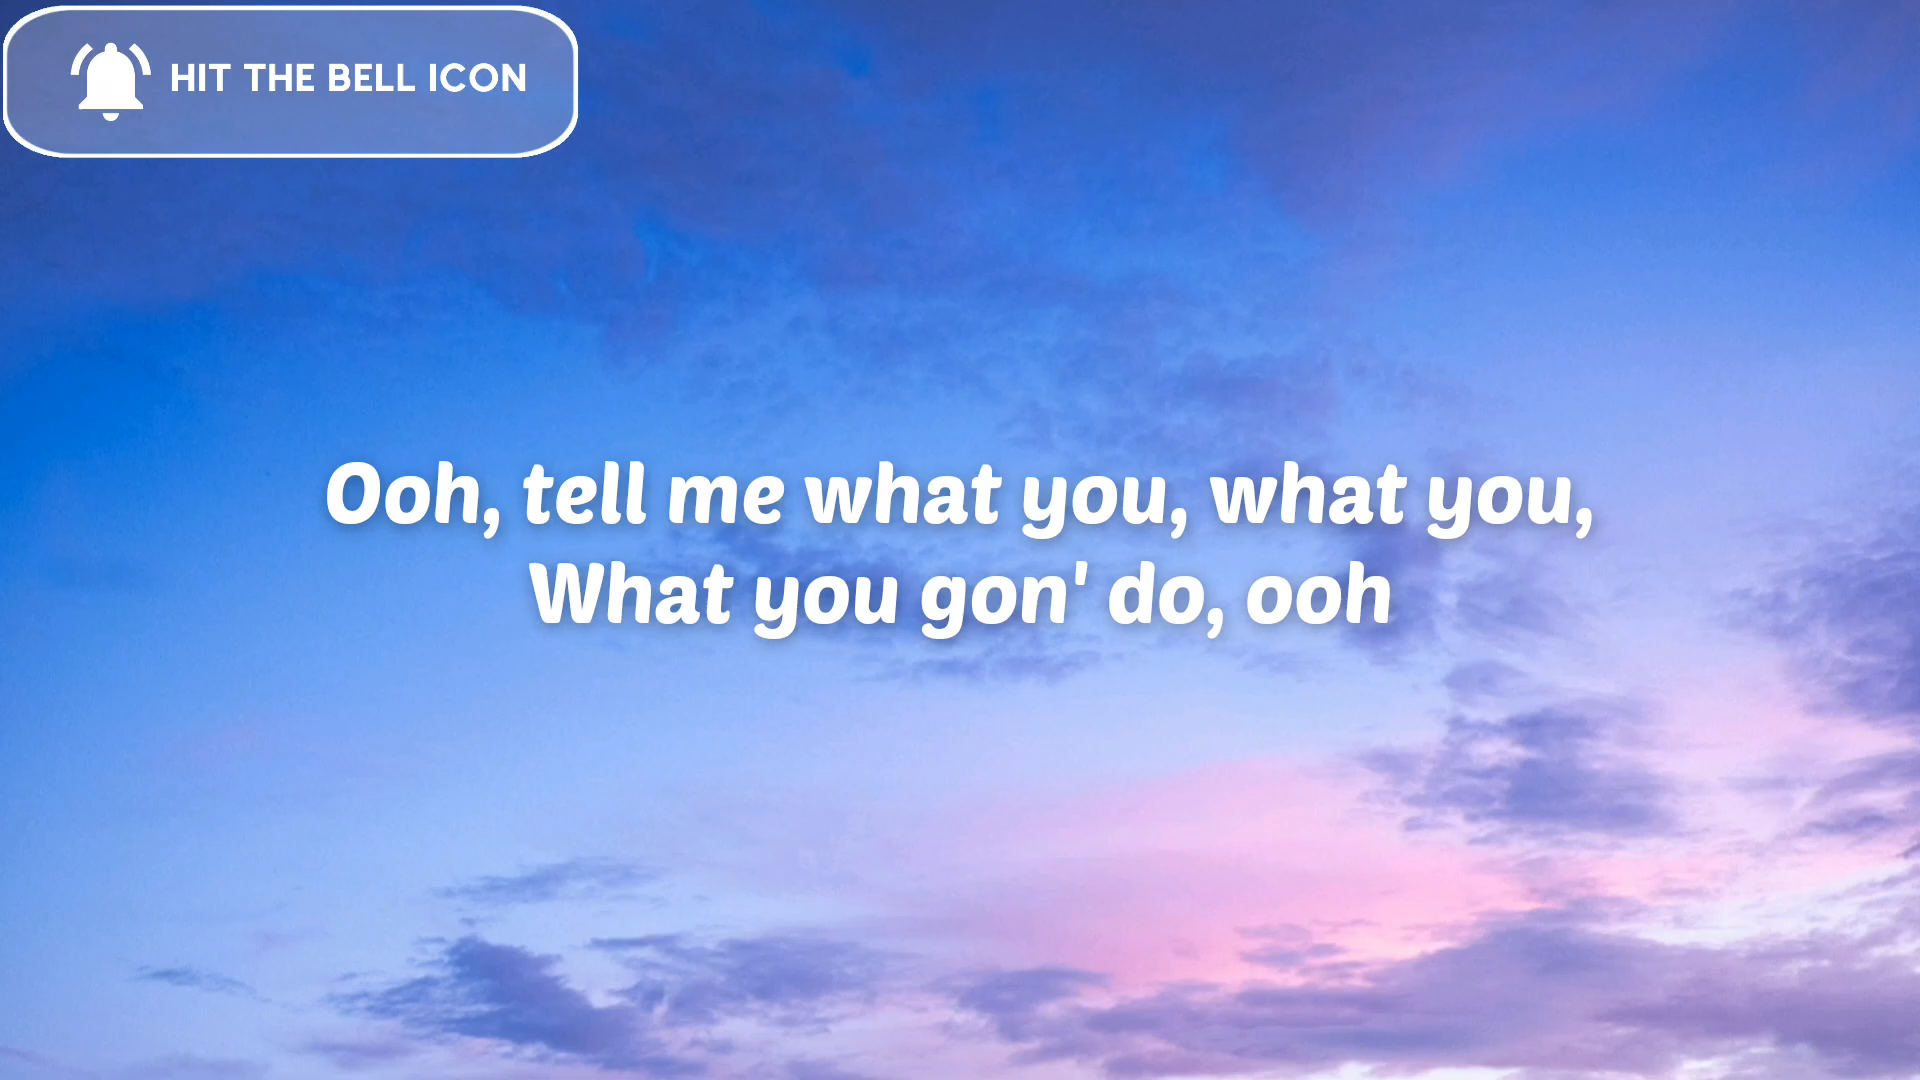 HIT THE BELL ICON
Ooh, tell me what you, what you,
What you gon' do, ooh